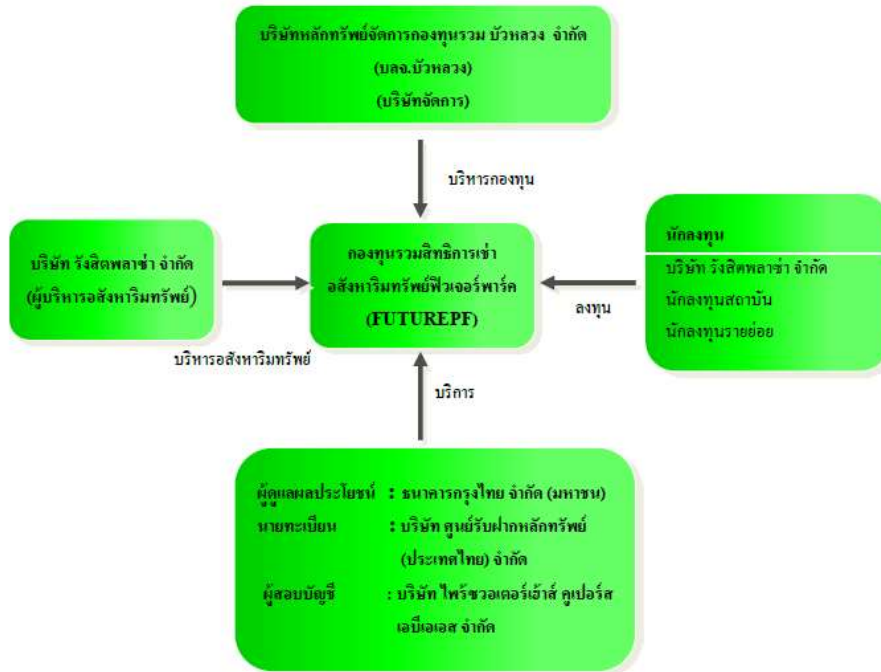 บริษัทหลักทรัพย์จัดการกองทุนรวม บัวหลวง จำกัด
(บลจ.บัวหลวง)
(บริษัทจัดการ)
บริหารกองทุน
บริษัท รังสิตพลาซ่า จำกัด
(ผู้บริหารอสังหาริมทรัพย์)
บริหารอสังหาริมทรัพย์
กองทุนรวมสิทธิการเช่า
อสังหาริมทรัพย์ฟิวเจอร์พาร์ค
(FUTUREPF)
ลงทุน
นักลงทุน
บริษัท รังสิตพลาซ่า จำกัด
นักลงทุนสถาบัน
นักลงทุนรายย่อย
บริการ
ผู้ดูแลผลประโยชน์ : ธนาคารกรุงไทย จำกัด (มหาชน)
นายทะเบียน : บริษัท ศูนย์รับฝากหลักทรัพย์
(ประเทศไทย) จำกัด
ผู้สอบบัญชี : บริษัท ไพร้ซวอเตอร์เฮ้าส์ คูเปอร์ส
เอบีเอเอส จำกัด